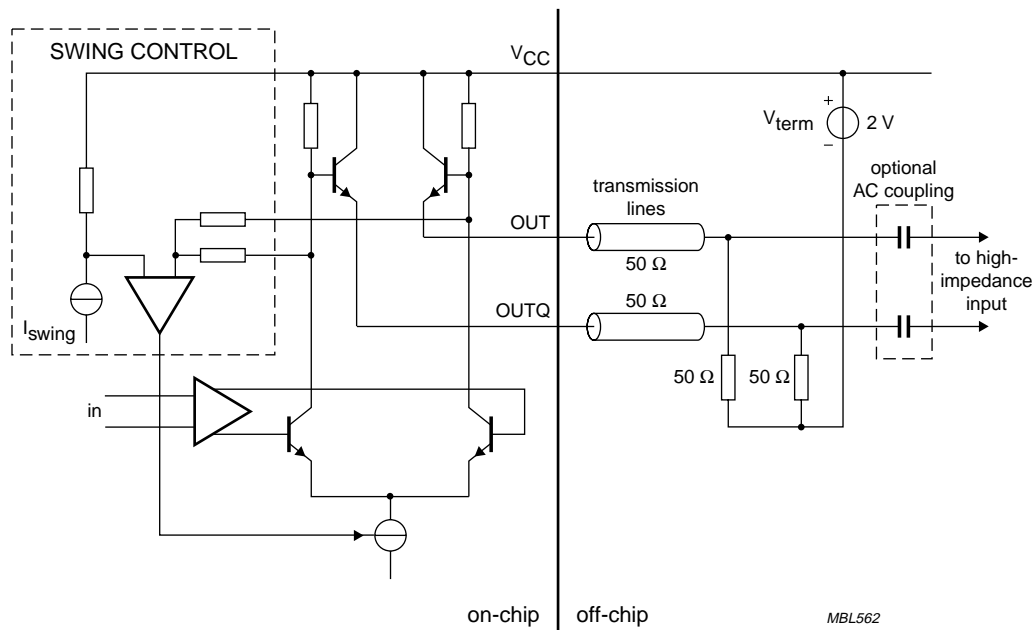 SWING CONTROL
VCC
Vterm
+
−
2 V
optional
AC coupling
transmission
lines
OUT
50 Ω
to high-
impedance
input
50 Ω
OUTQ
Iswing
50 Ω
50 Ω
in
on-chip
off-chip
MBL562